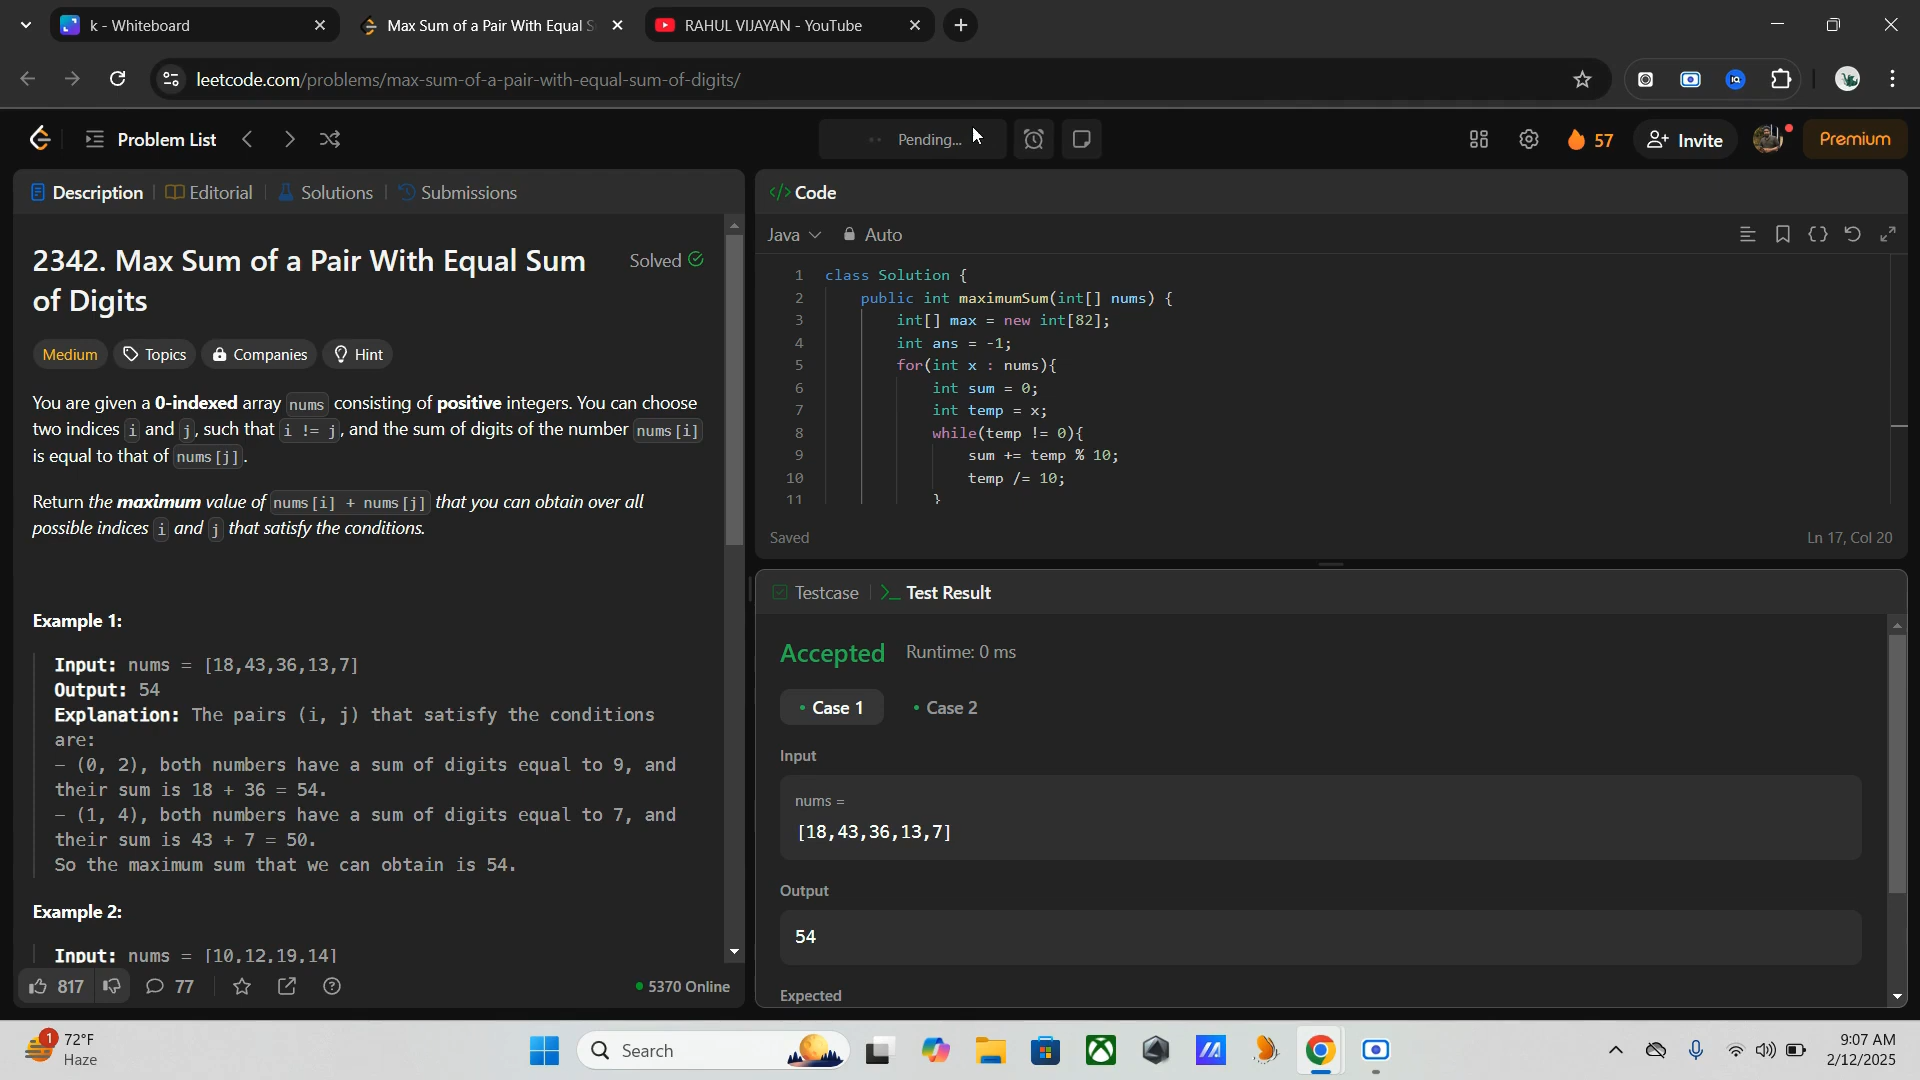 k - Whiteboard
Max Sum of a Pair With Equal S
RAHUL VIJAYAN - YouTube
leetcode.com/problems/max-sum-of-a-pair-with-equal-sum-of-digits/
Problem List
Pending...
57
Invite
Premium
Description
Editorial
Solutions
Submissions
2342. Max Sum of a Pair With Equal Sum
of Digits
Solved
Medium
Topics
Companies
Hint
You are given a 0-indexed array nums consisting of positive integers. You can choose
two indices i and j, such that i != j, and the sum of digits of the number nums[i]
is equal to that of nums[j].
Return the maximum value of nums[i] + nums[j] that you can obtain over all
possible indices i and j that satisfy the conditions.
Example 1:
Input: nums = [18,43,36,13,7]
Output: 54
Explanation: The pairs (i, j) that satisfy the conditions
are:
- (0, 2), both numbers have a sum of digits equal to 9, and
their sum is 18 + 36 = 54.
- (1, 4), both numbers have a sum of digits equal to 7, and
their sum is 43 + 7 = 50.
So the maximum sum that we can obtain is 54.
Example 2:
Input: nums = [10,12,19,14]
817
77
5370 Online
</> Code
Java
Auto
1 class Solution {
2 public int maximumSum(int[] nums) {
3 int[] max = new int[82];
4 int ans = -1;
5 for(int x : nums){
6 int sum = 0;
7 int temp = x;
8 while(temp != 0){
9 sum += temp % 10;
10 temp /= 10;
11 }
Saved
Ln 17, Col 20
Testcase
Test Result
Accepted
Runtime: 0 ms
Case 1
Case 2
Input
nums =
[18,43,36,13,7]
Output
54
Expected
1
72°F
Haze
Search
9:07 AM
2/12/2025